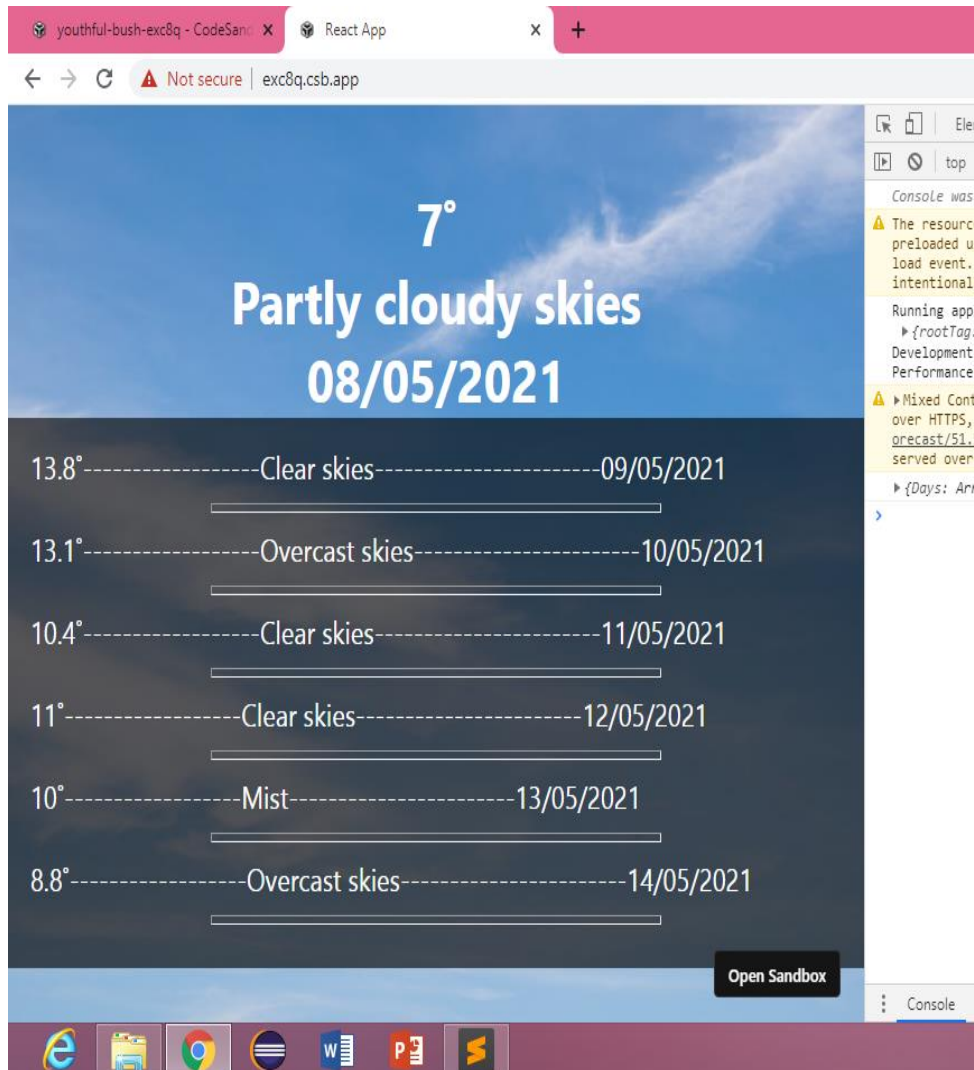 youthful-bush-exc8q - CodeSan
React App
Not secure | exc8q.csb.app
7°
Partly cloudy skies
08/05/2021
13.8°------------------Clear skies-----------------------09/05/2021
13.1°------------------Overcast skies-----------------------10/05/2021
10.4°------------------Clear skies-----------------------11/05/2021
11°------------------Clear skies-----------------------12/05/2021
10°------------------Mist-----------------------13/05/2021
8.8°------------------Overcast skies-----------------------14/05/2021
Open Sandbox
Ele
top
Console was
The resourc
preloaded u
load event.
intentional
Running app
▶{rootTag.
Development
Performance
▶Mixed Cont
over HTTPS,
orecast/51.
served over
▶{Days: Arr
Console